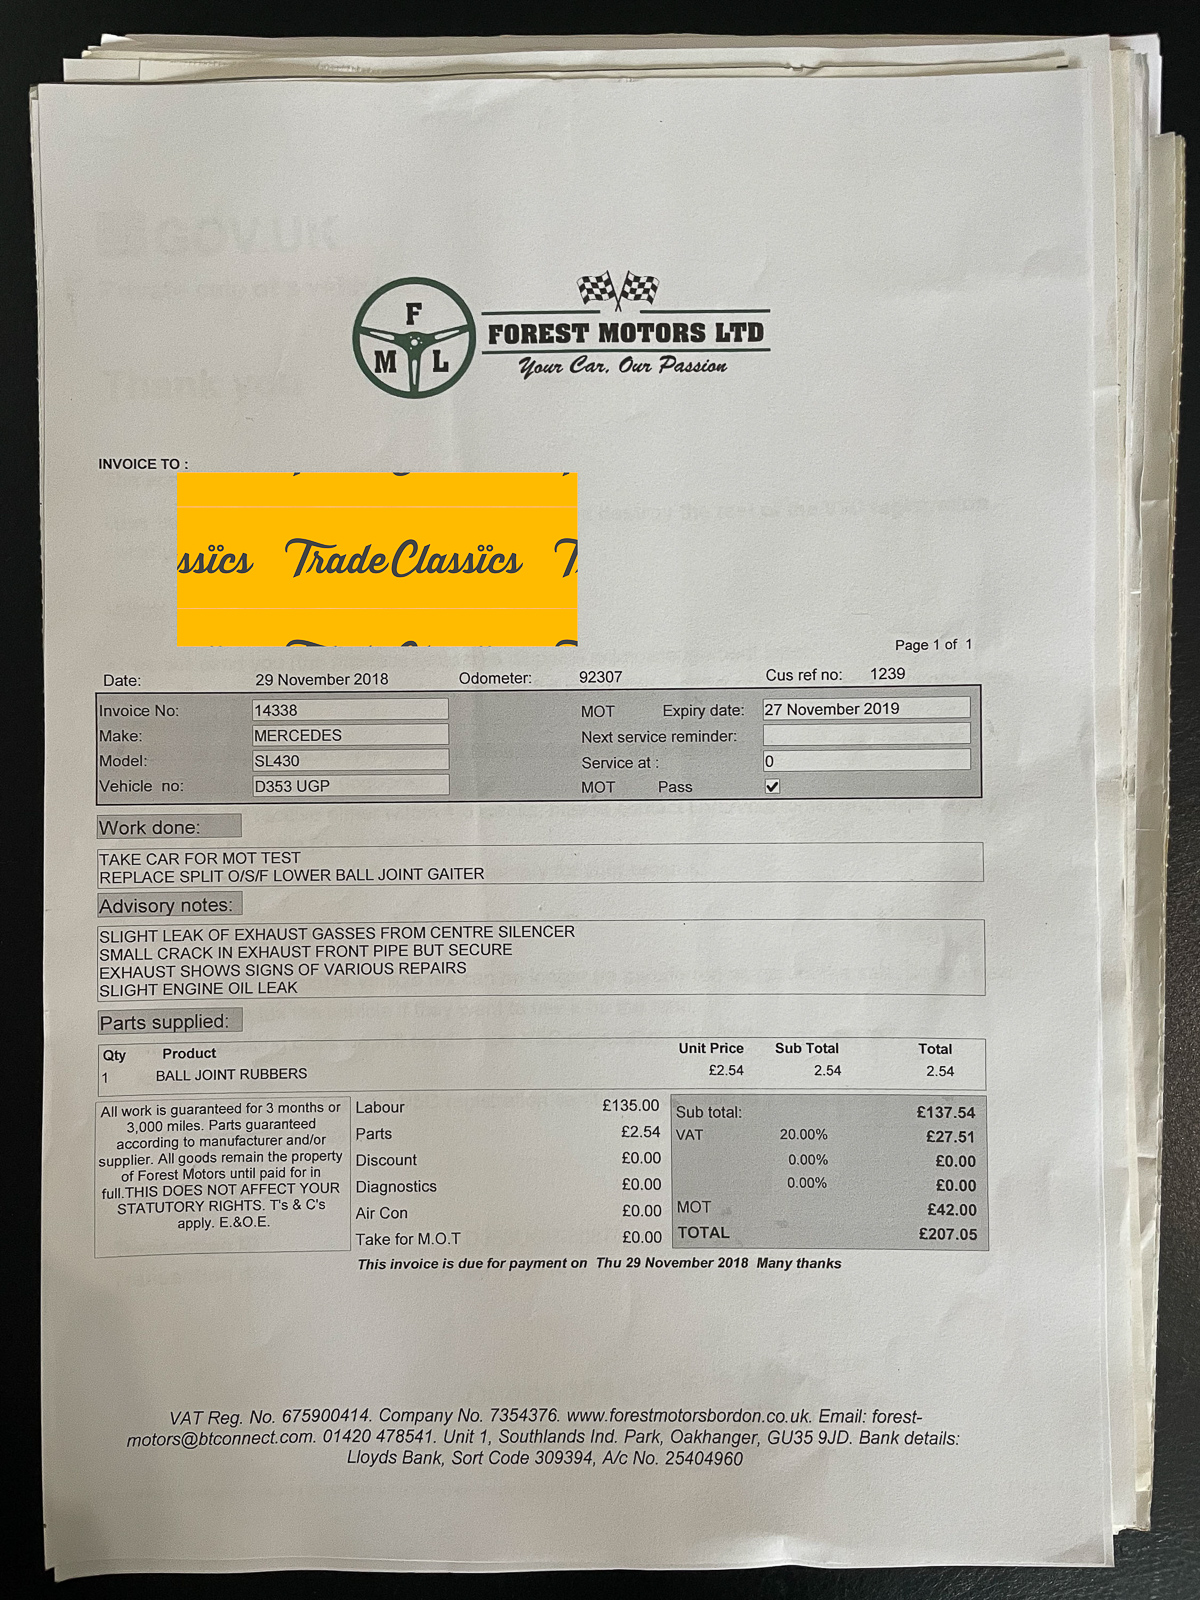 F
M L
FOREST MOTORS LTD
Your Car, Our Passion
INVOICE TO :
ssïcs Trade Classïcs T
Page 1 of 1
Date: 29 November 2018 Odometer: 92307 Cus ref no: 1239
Invoice No: 14338 MOT Expiry date: 27 November 2019
Make: MERCEDES Next service reminder:
Model: SL430 Service at : 0
Vehicle no: D353 UGP MOT Pass ✔
Work done:
TAKE CAR FOR MOT TEST
REPLACE SPLIT O/S/F LOWER BALL JOINT GAITER
Advisory notes:
SLIGHT LEAK OF EXHAUST GASSES FROM CENTRE SILENCER
SMALL CRACK IN EXHAUST FRONT PIPE BUT SECURE
EXHAUST SHOWS SIGNS OF VARIOUS REPAIRS
SLIGHT ENGINE OIL LEAK
Parts supplied:
Qty Product Unit Price Sub Total Total
1 BALL JOINT RUBBERS £2.54 2.54 2.54
All work is guaranteed for 3 months or
3,000 miles. Parts guaranteed
according to manufacturer and/or
supplier. All goods remain the property
of Forest Motors until paid for in
full.THIS DOES NOT AFFECT YOUR
STATUTORY RIGHTS. T's & C's
apply. E.&O.E.
Labour £135.00
Parts £2.54
Discount £0.00
Diagnostics £0.00
Air Con £0.00
Take for M.O.T £0.00
Sub total: £137.54
VAT 20.00% £27.51
0.00% £0.00
0.00% £0.00
MOT £42.00
TOTAL £207.05
This invoice is due for payment on Thu 29 November 2018 Many thanks
VAT Reg. No. 675900414. Company No. 7354376. www.forestmotorsbordon.co.uk. Email: forest-
motors@btconnect.com. 01420 478541. Unit 1, Southlands Ind. Park, Oakhanger, GU35 9JD. Bank details:
Lloyds Bank, Sort Code 309394, A/c No. 25404960
GOV.UK
Thank you